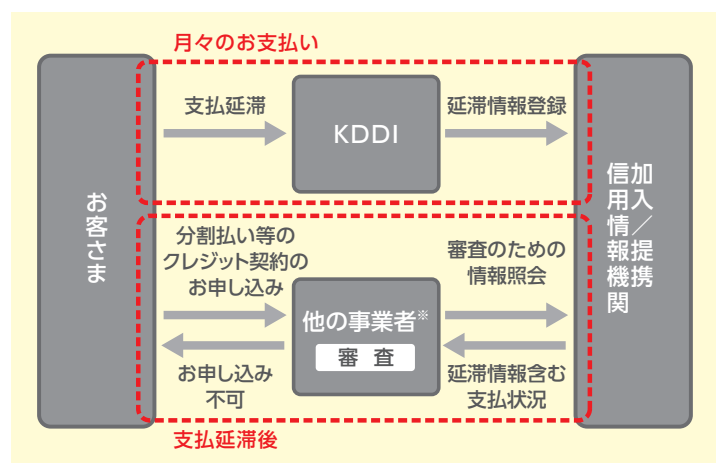 月々のお支払い
お客さま
支払延滞
KDDI
延滞情報登録
加入／提携
信用情報機関
分割払い等の
クレジット契約の
お申し込み
他の事業者※
審 査
審査のための
情報照会
お申し込み
不可
延滞情報含む
支払状況
支払延滞後